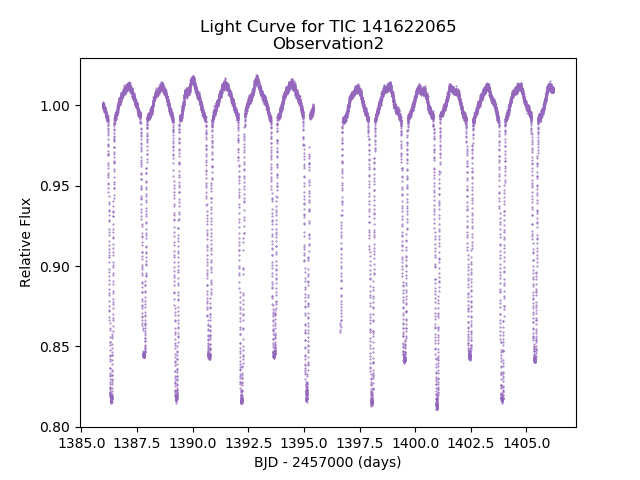 Light Curve for TIC 141622065
Observation2
1.00
0.95
0.90
0.85
0.80
Relative Flux
1385.0 1387.5 1390.0 1392.5 1395.0 1397.5 1400.0 1402.5 1405.0
BJD - 2457000 (days)